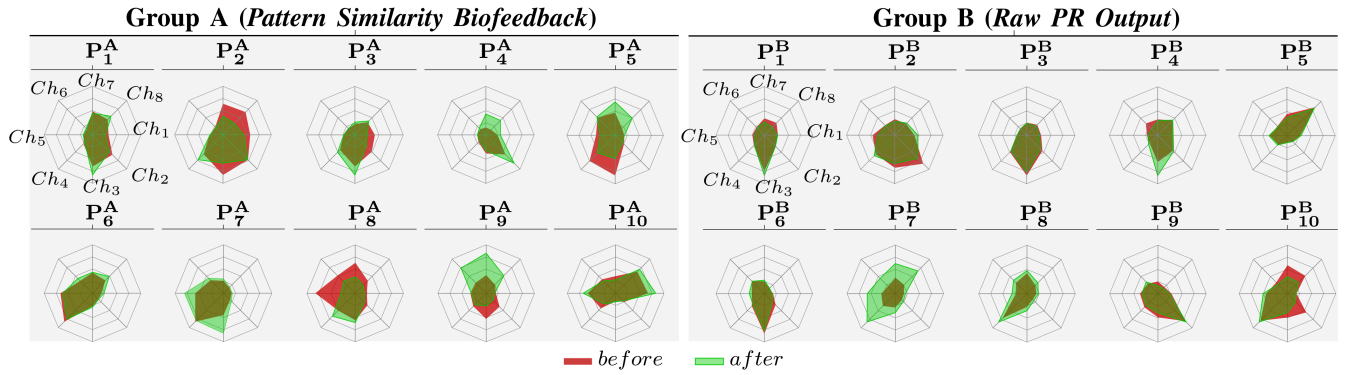 Group A (Pattern Similarity Biofeedback) Group B (Raw PR Output)
P₁ᴬ P₂ᴬ P₃ᴬ P₄ᴬ P₅ᴬ P₁ᴮ P₂ᴮ P₃ᴮ P₄ᴮ P₅ᴮ
Ch₇ Ch₇
Ch₆ Ch₈ Ch₆ Ch₈
Ch₅ Ch₁ Ch₅ Ch₁
Ch₄ Ch₃ Ch₂ Ch₄ Ch₃ Ch₂
P₆ᴬ P₇ᴬ P₈ᴬ P₉ᴬ P₁₀ᴬ P₆ᴮ P₇ᴮ P₈ᴮ P₉ᴮ P₁₀ᴮ
before after